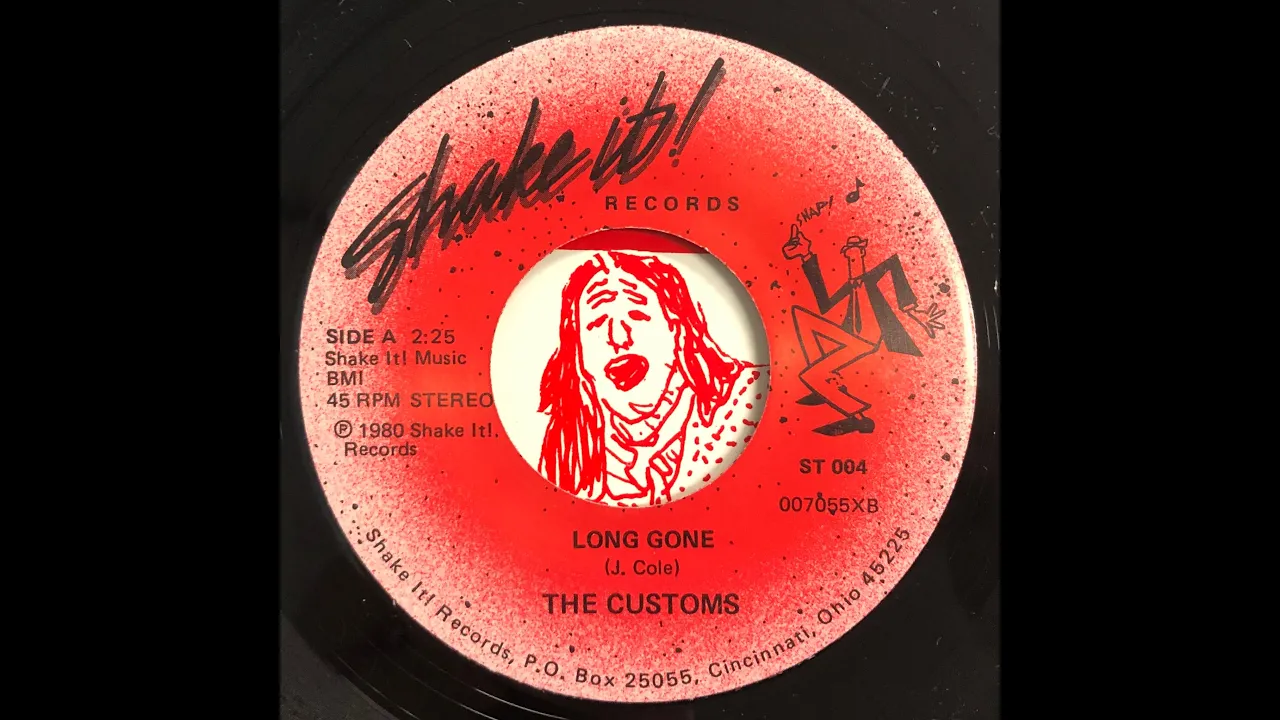 Shake it!
RECORDS
SNAP!
SIDE A 2:25
Shake It! Music
BMI
45 RPM STEREO
℗ 1980 Shake It!
Records
ST 004
007055XB
LONG GONE
(J. Cole)
THE CUSTOMS
Shake It! Records, P.O. Box 25055, Cincinnati, Ohio 45225